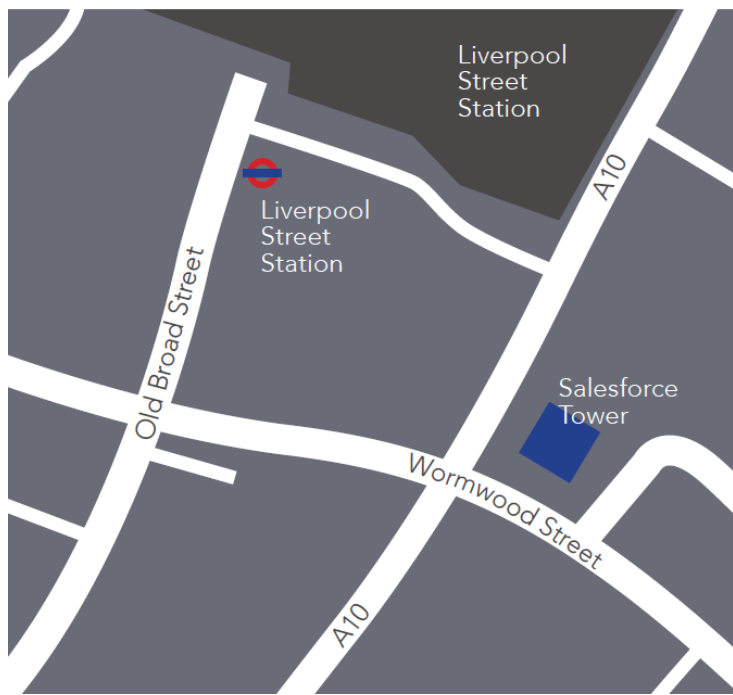 Liverpool
Street
Station
A10
Liverpool
Street
Station
Old Broad Street
Salesforce
Tower
Wormwood Street
A10